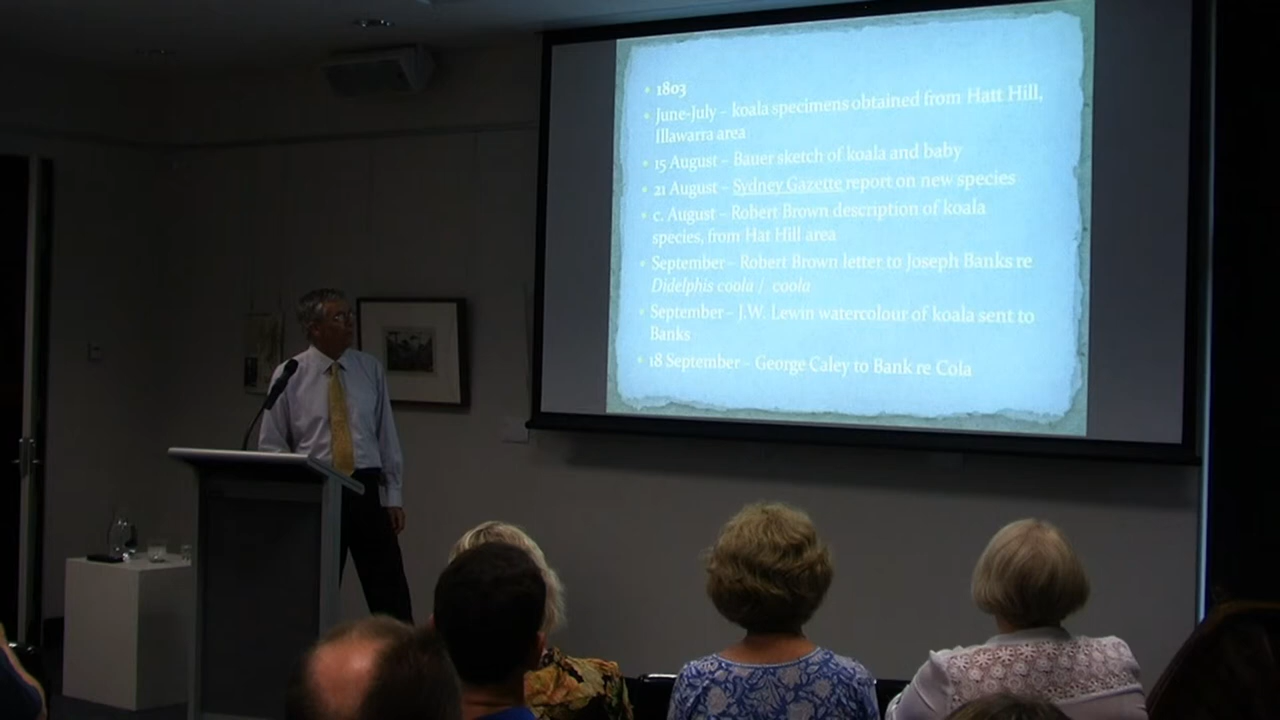 • 1803
• June-July – koala specimens obtained from Hatt Hill,
Illawarra area
• 15 August – Bauer sketch of koala and baby
• 21 August – Sydney Gazette report on new species
• c. August – Robert Brown description of koala
species, from Hat Hill area
• September – Robert Brown letter to Joseph Banks re
Didelphis coola / coola
• September – J.W. Lewin watercolour of koala sent to
Banks
• 18 September – George Caley to Bank re Cola